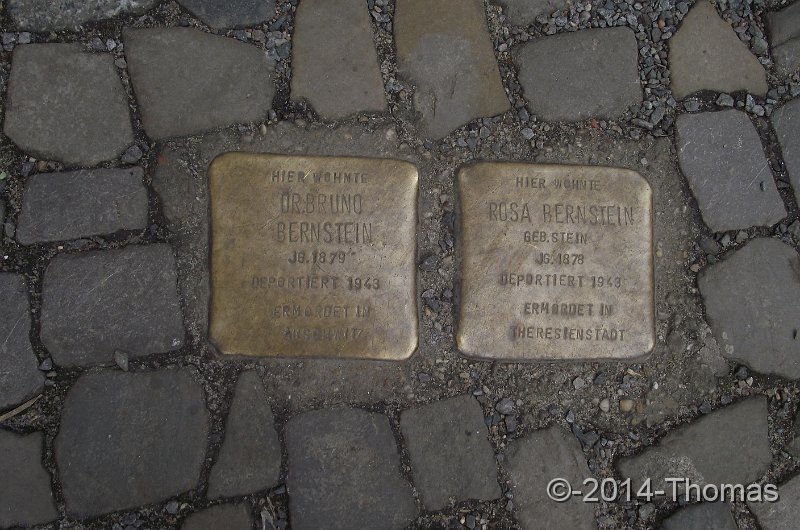 HIER WOHNTE
DR.BRUNO
BERNSTEIN
JG.1879
DEPORTIERT 1943
ERMORDET IN
AUSCHWITZ
HIER WOHNTE
ROSA BERNSTEIN
GEB.STEIN
JG.1878
DEPORTIERT 1943
ERMORDET IN
THERESIENSTADT
©-2014-Thomas?